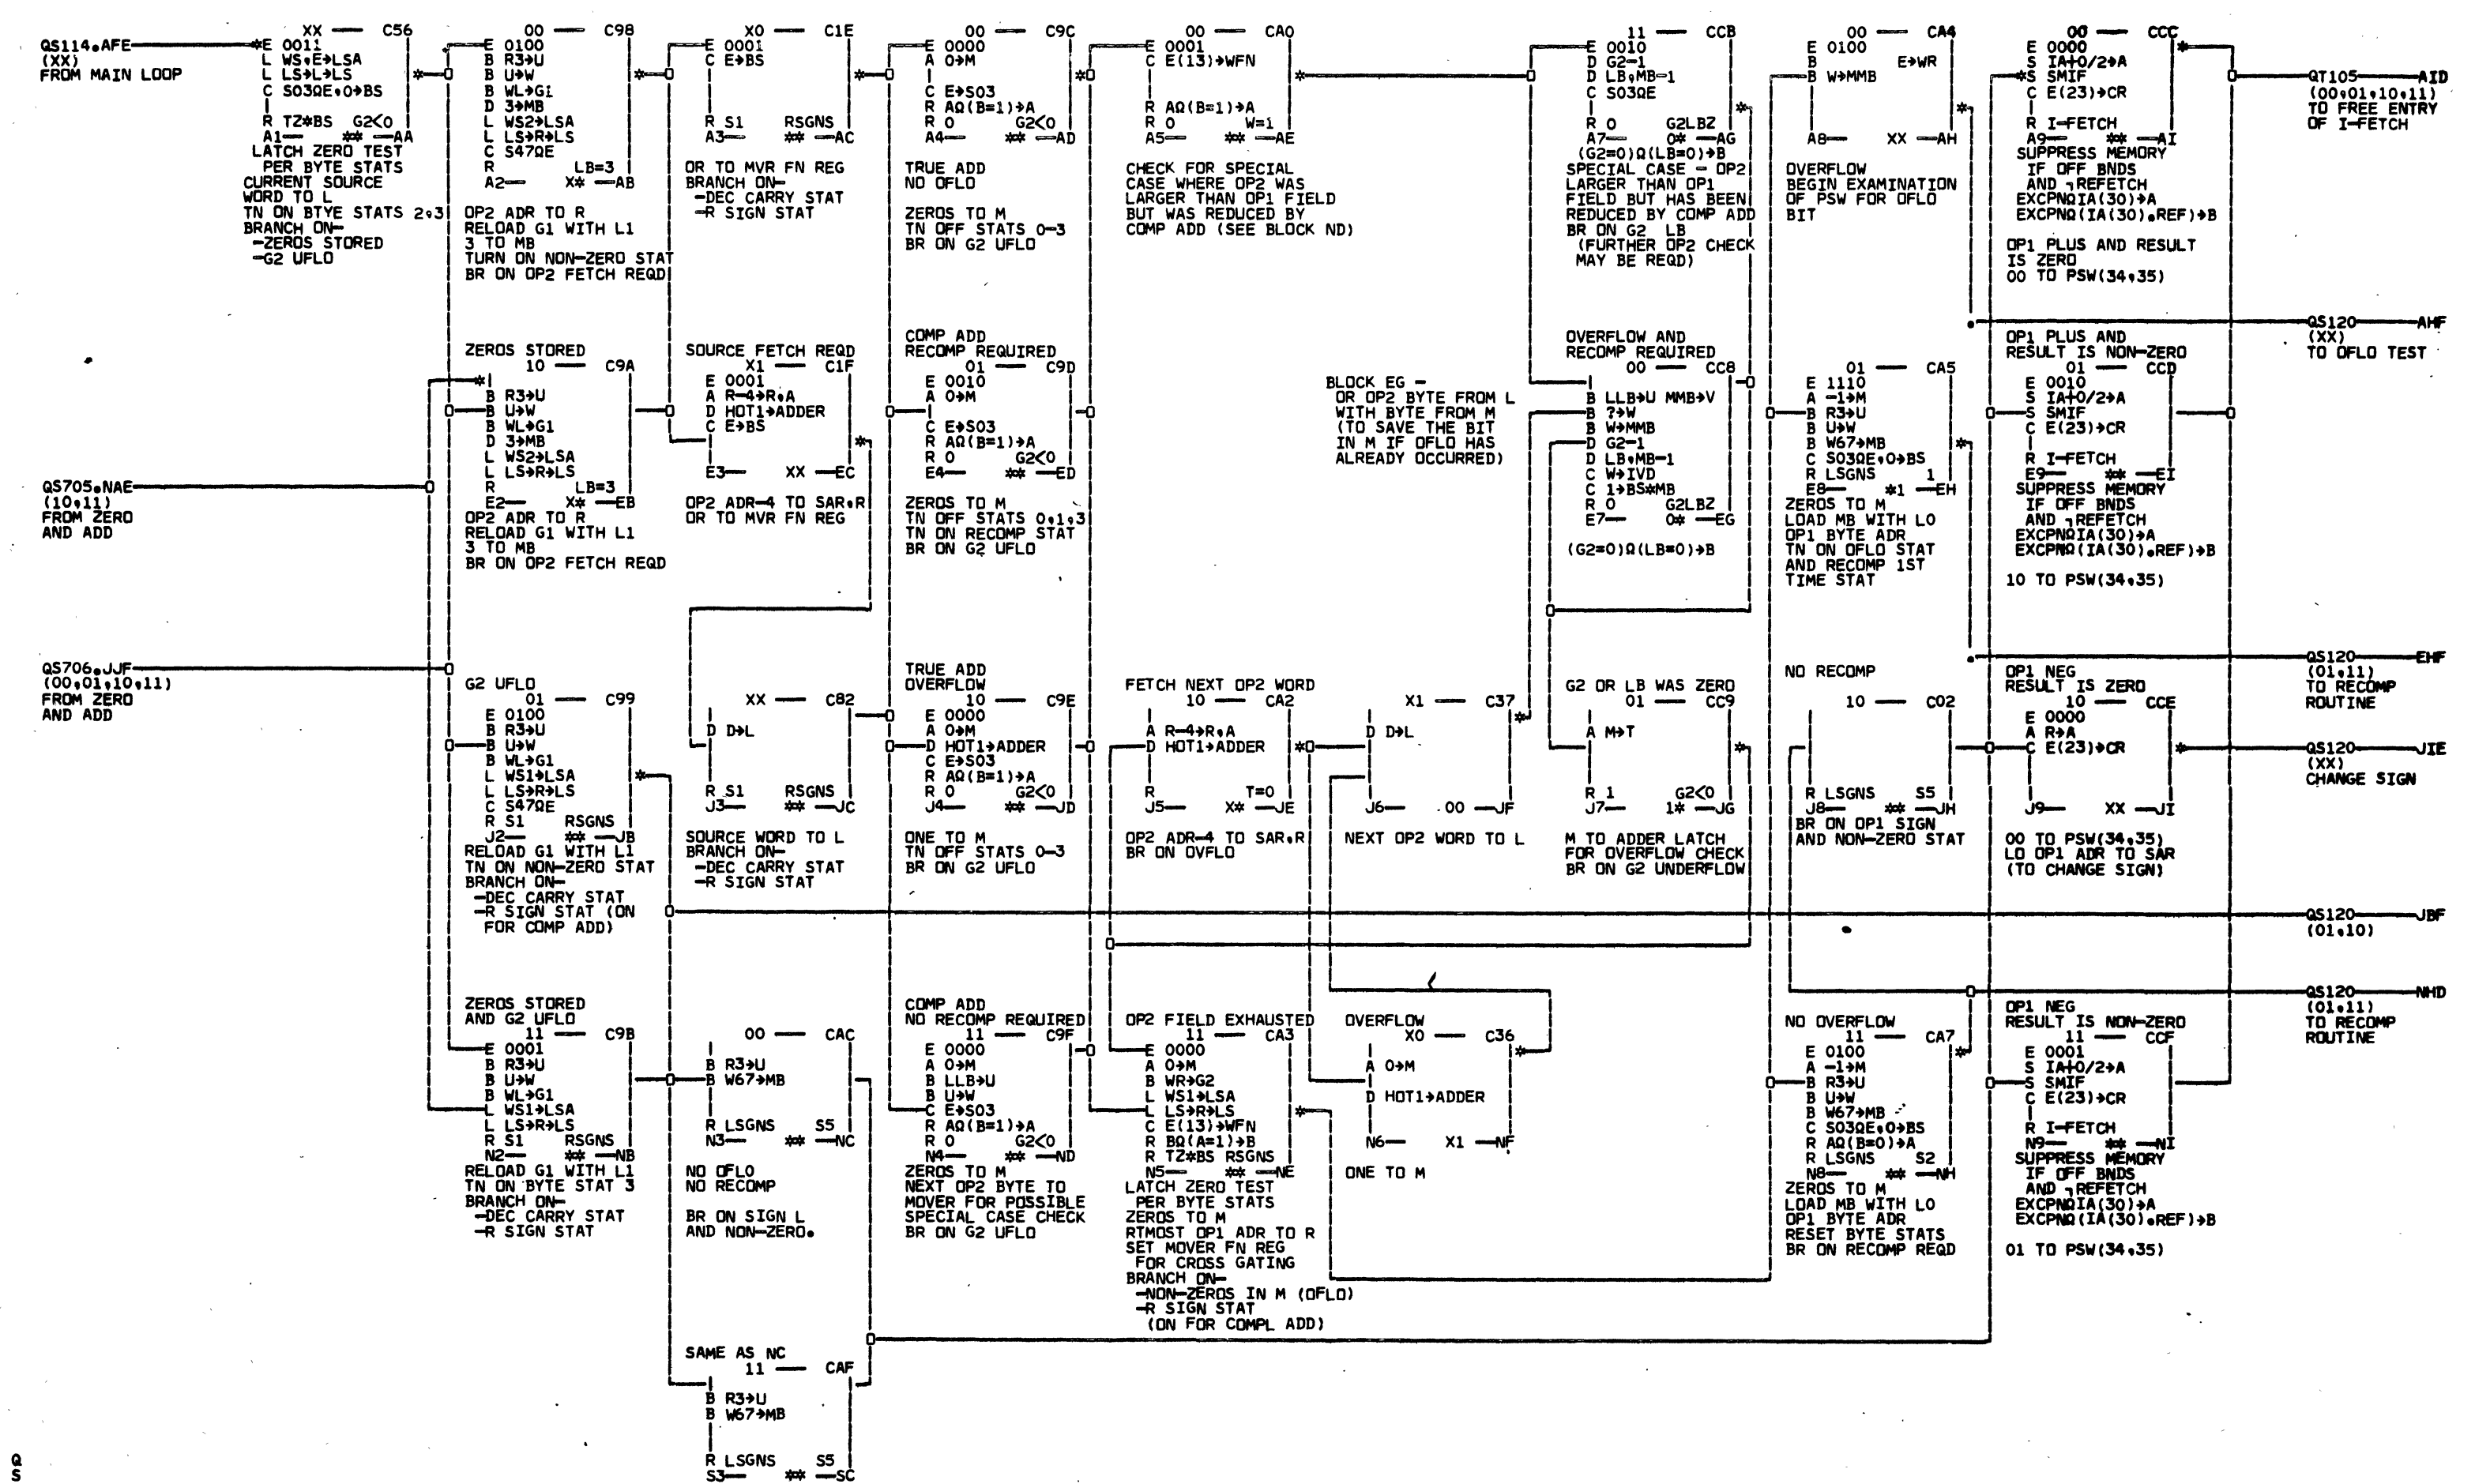 QS114.AFE
(XX)
FROM MAIN LOOP
XX — C56
*E 0011
L WS,E→LSA
L LS→L→LS
C S03ΩE,0→BS
R TZ*BS G2<0
A1— ** —AA
LATCH ZERO TEST
PER BYTE STATS
CURRENT SOURCE
WORD TO L
TN ON BTYE STATS 2,3
BRANCH ON—
—ZEROS STORED
—G2 UFLO
00 — C98
E 0100
B R3→U
B U→W
B WL→G1
D 3→MB
L WS2→LSA
L LS→R→LS
C S47ΩE
R LB=3
A2— X* —AB
OP2 ADR TO R
RELOAD G1 WITH L1
3 TO MB
TURN ON NON—ZERO STAT
BR ON OP2 FETCH REQD
X0 — C1E
E 0001
C E→BS
R S1 RSGNS
A3— ** —AC
OR TO MVR FN REG
BRANCH ON—
—DEC CARRY STAT
—R SIGN STAT
00 — C9C
E 0000
A 0→M
C E→S03
R AΩ(B=1)→A
R 0 G2<0
A4— ** —AD
TRUE ADD
NO OFLO
ZEROS TO M
TN OFF STATS 0—3
BR ON G2 UFLO
00 — CA0
E 0001
C E(13)→WFN
R AΩ(B=1)→A
R 0 W=1
A5— ** —AE
CHECK FOR SPECIAL
CASE WHERE OP2 WAS
LARGER THAN OP1 FIELD
BUT WAS REDUCED BY
COMP ADD (SEE BLOCK ND)
11 — CCB
E 0010
D G2—1
D LB,MB—1
C S03ΩE
R 0 G2LBZ
A7— 0* —AG
(G2=0)Ω(LB=0)→B
SPECIAL CASE — OP2
LARGER THAN OP1
FIELD BUT HAS BEEN
REDUCED BY COMP ADD
BR ON G2 LB
(FURTHER OP2 CHECK
MAY BE REQD)
00 — CA4
E 0100
B E→WR
B W→MMB
A8— XX —AH
OVERFLOW
BEGIN EXAMINATION
OF PSW FOR OFLO
BIT
00 — CCC
E 0000
S IA+0/2→A
*S SMIF
C E(23)→CR
R I—FETCH
A9— ** —AI
SUPPRESS MEMORY
IF OFF BNDS
AND ¬REFETCH
EXCPNΩIA(30)→A
EXCPNΩ(IA(30).REF)→B
OP1 PLUS AND RESULT
IS ZERO
00 TO PSW(34,35)
QT105—AID
(00,01,10,11)
TO FREE ENTRY
OF I—FETCH
QS120—AHF
(XX)
TO OFLO TEST
QS705.NAE
(10,11)
FROM ZERO
AND ADD
ZEROS STORED
10 — C9A
B R3→U
B U→W
B WL→G1
D 3→MB
L WS2→LSA
L LS→R→LS
R LB=3
E2— X* —EB
OP2 ADR TO R
RELOAD G1 WITH L1
3 TO MB
BR ON OP2 FETCH REQD
SOURCE FETCH REQD
X1 — C1F
E 0001
A R—4→R,A
D HOT1→ADDER
C E→BS
E3— XX —EC
OP2 ADR—4 TO SAR,R
OR TO MVR FN REG
COMP ADD
RECOMP REQUIRED
01 — C9D
E 0010
A 0→M
C E→S03
R AΩ(B=1)→A
R 0 G2<0
E4— ** —ED
ZEROS TO M
TN OFF STATS 0,1,3
TN ON RECOMP STAT
BR ON G2 UFLO
BLOCK EG —
OR OP2 BYTE FROM L
WITH BYTE FROM M
(TO SAVE THE BIT
IN M IF OFLO HAS
ALREADY OCCURRED)
OVERFLOW AND
RECOMP REQUIRED
00 — CC8
B LLB→U MMB→V
B ?→W
B W→MMB
D G2—1
D LB,MB—1
C W→IVD
C 1→BS*MB
R 0 G2LBZ
E7— 0* —EG
(G2=0)Ω(LB=0)→B
01 — CA5
E 1110
A —1→M
B R3→U
B U→W
B W67→MB
C S03ΩE,0→BS
R LSGNS 1
E8— *1 —EH
ZEROS TO M
LOAD MB WITH LO
OP1 BYTE ADR
TN ON OFLO STAT
AND RECOMP 1ST
TIME STAT
OP1 PLUS AND
RESULT IS NON—ZERO
01 — CCD
E 0010
S IA+0/2→A
S SMIF
C E(23)→CR
R I—FETCH
E9— ** —EI
SUPPRESS MEMORY
IF OFF BNDS
AND ¬REFETCH
EXCPNΩIA(30)→A
EXCPNΩ(IA(30).REF)→B
10 TO PSW(34,35)
QS706.JJF
(00,01,10,11)
FROM ZERO
AND ADD
G2 UFLO
01 — C99
E 0100
B R3→U
B U→W
B WL→G1
L WS1→LSA
L LS→R→LS
C S47ΩE
R S1 RSGNS
J2— ** —JB
RELOAD G1 WITH L1
TN ON NON—ZERO STAT
BRANCH ON—
—DEC CARRY STAT
—R SIGN STAT (ON
FOR COMP ADD)
XX — C82
D D→L
R S1 RSGNS
J3— ** —JC
SOURCE WORD TO L
BRANCH ON—
—DEC CARRY STAT
—R SIGN STAT
TRUE ADD
OVERFLOW
10 — C9E
E 0000
A 0→M
D HOT1→ADDER
C E→S03
R AΩ(B=1)→A
R 0 G2<0
J4— ** —JD
ONE TO M
TN OFF STATS 0—3
BR ON G2 UFLO
FETCH NEXT OP2 WORD
10 — CA2
A R—4→R,A
D HOT1→ADDER
R T=0
J5— X* —JE
OP2 ADR—4 TO SAR,R
BR ON OVFLO
X1 — C37
D D→L
J6— .00 —JF
NEXT OP2 WORD TO L
G2 OR LB WAS ZERO
01 — CC9
A M→T
R 1 G2<0
J7— 1* —JG
M TO ADDER LATCH
FOR OVERFLOW CHECK
BR ON G2 UNDERFLOW
NO RECOMP
10 — C02
R LSGNS S5
J8— ** —JH
BR ON OP1 SIGN
AND NON—ZERO STAT
OP1 NEG
RESULT IS ZERO
10 — CCE
E 0000
A R→A
C E(23)→CR
J9— XX —JI
00 TO PSW(34,35)
LO OP1 ADR TO SAR
(TO CHANGE SIGN)
QS120—EHF
(01,11)
TO RECOMP
ROUTINE
QS120—JIE
(XX)
CHANGE SIGN
QS120—JBF
(01,10)
ZEROS STORED
AND G2 UFLO
11 — C9B
E 0001
B R3→U
B U→W
B WL→G1
L WS1→LSA
L LS→R→LS
R S1 RSGNS
N2— ** —NB
RELOAD G1 WITH L1
TN ON BYTE STAT 3
BRANCH ON—
—DEC CARRY STAT
—R SIGN STAT
00 — CAC
B R3→U
B W67→MB
R LSGNS S5
N3— ** —NC
NO OFLO
NO RECOMP
BR ON SIGN L
AND NON—ZERO.
COMP ADD
NO RECOMP REQUIRED
11 — C9F
E 0000
A 0→M
B LLB→U
B U→W
C E→S03
R AΩ(B=1)→A
R 0 G2<0
N4— ** —ND
ZEROS TO M
NEXT OP2 BYTE TO
MOVER FOR POSSIBLE
SPECIAL CASE CHECK
BR ON G2 UFLO
OP2 FIELD EXHAUSTED
11 — CA3
E 0000
A 0→M
B WR→G2
L WS1→LSA
L LS→R→LS
C E(13)→WFN
R BΩ(A=1)→B
R TZ*BS RSGNS
N5— ** —NE
LATCH ZERO TEST
PER BYTE STATS
ZEROS TO M
RTMOST OP1 ADR TO R
SET MOVER FN REG
FOR CROSS GATING
BRANCH ON—
—NON—ZEROS IN M (OFLO)
—R SIGN STAT
(ON FOR COMPL ADD)
OVERFLOW
X0 — C36
A 0→M
D HOT1→ADDER
N6— X1 —NF
ONE TO M
NO OVERFLOW
11 — CA7
E 0100
A —1→M
B R3→U
B U→W
B W67→MB
C S03ΩE,0→BS
R AΩ(B=0)→A
R LSGNS S2
N8— ** —NH
ZEROS TO M
LOAD MB WITH LO
OP1 BYTE ADR
RESET BYTE STATS
BR ON RECOMP REQD
OP1 NEG
RESULT IS NON—ZERO
11 — CCF
E 0001
S IA+0/2→A
S SMIF
C E(23)→CR
R I—FETCH
N9— ** —NI
SUPPRESS MEMORY
IF OFF BNDS
AND ¬REFETCH
EXCPNΩIA(30)→A
EXCPNΩ(IA(30).REF)→B
01 TO PSW(34,35)
QS120—NHD
(01,11)
TO RECOMP
ROUTINE
SAME AS NC
11 — CAF
B R3→U
B W67→MB
R LSGNS S5
S3— ** —SC
Q
S